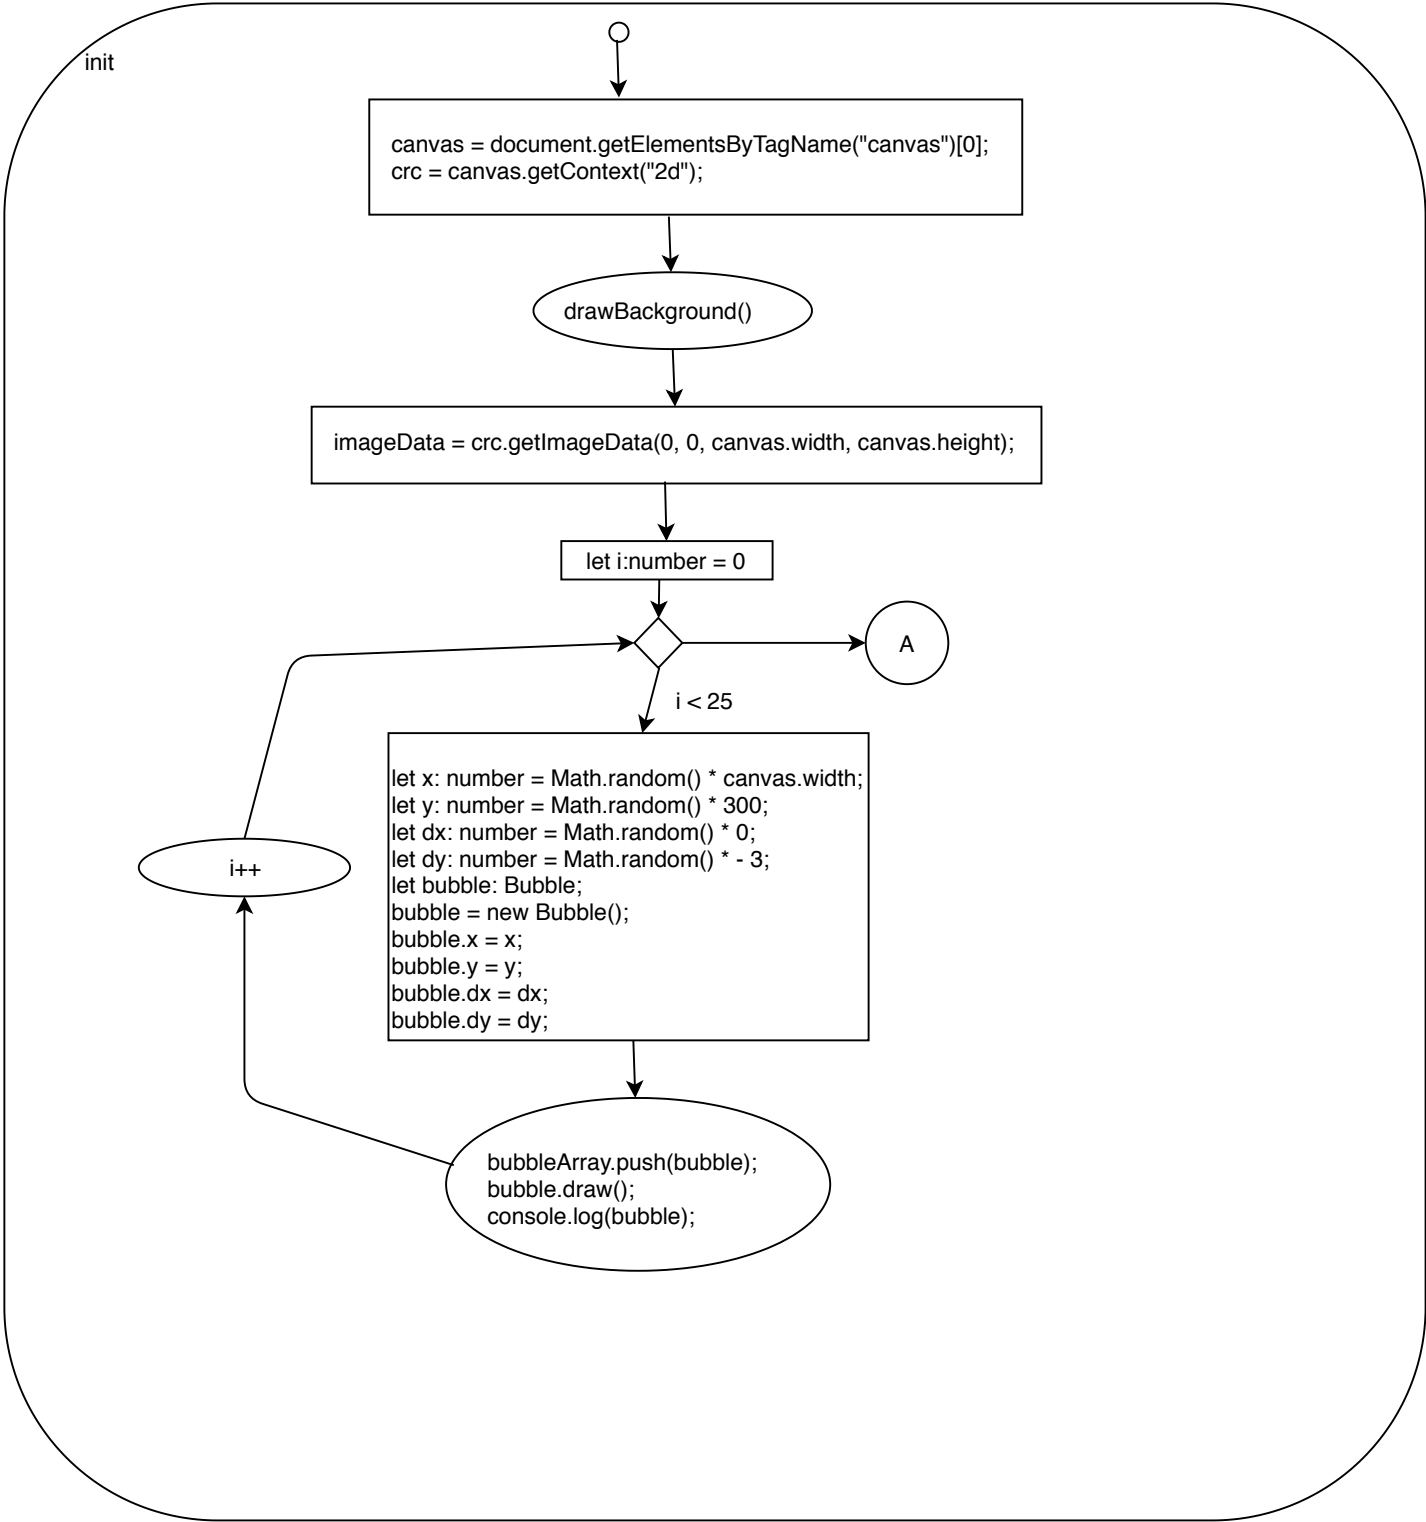 init
canvas = document.getElementsByTagName("canvas")[0];
crc = canvas.getContext("2d");
drawBackground()
imageData = crc.getImageData(0, 0, canvas.width, canvas.height);
let i:number = 0
A
i < 25
let x: number = Math.random() * canvas.width;
let y: number = Math.random() * 300;
let dx: number = Math.random() * 0;
let dy: number = Math.random() * - 3;
let bubble: Bubble;
bubble = new Bubble();
bubble.x = x;
bubble.y = y;
bubble.dx = dx;
bubble.dy = dy;
i++
bubbleArray.push(bubble);
bubble.draw();
console.log(bubble);